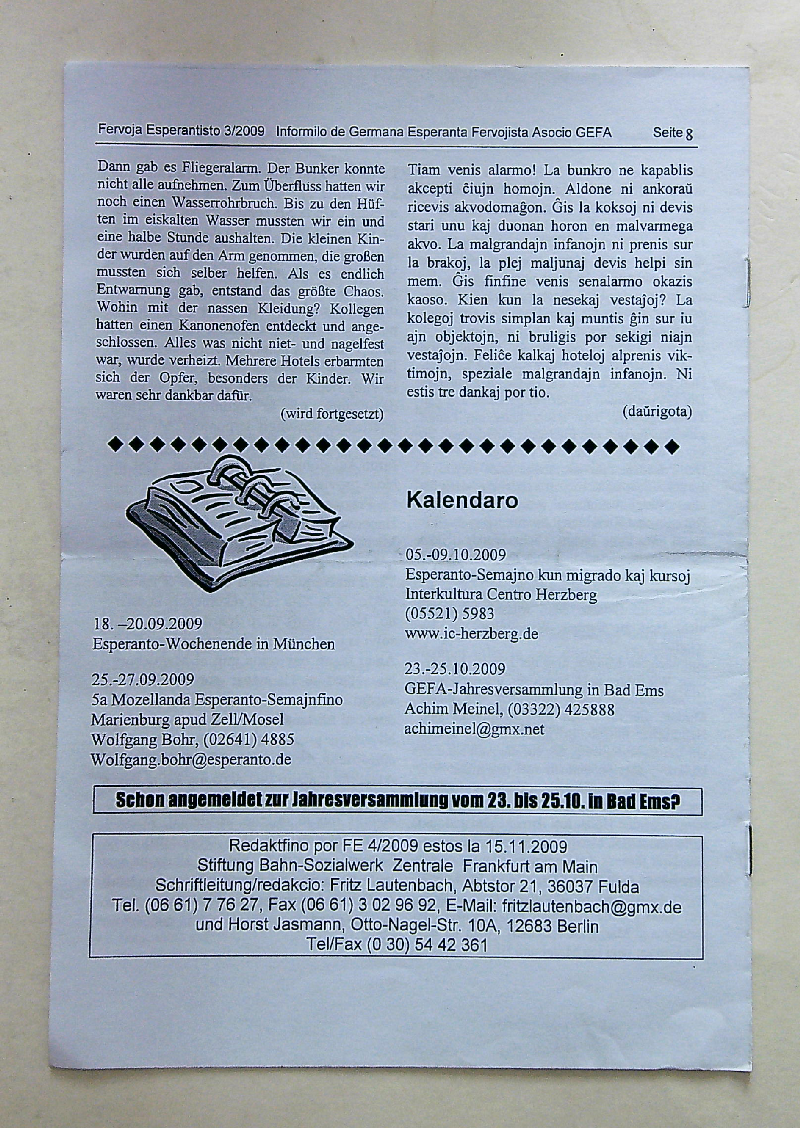 Fervoja Esperantisto 3/2009 Informilo de Germana Esperanta Fervojista Asocio GEFA Seite 8
Dann gab es Fliegeralarm. Der Bunker konnte
nicht alle aufnehmen. Zum Überfluss hatten wir
noch einen Wasserrohrbruch. Bis zu den Hüf-
ten im eiskalten Wasser mussten wir ein und
eine halbe Stunde aushalten. Die kleinen Kin-
der wurden auf den Arm genommen, die großen
mussten sich selber helfen. Als es endlich
Entwarnung gab, entstand das größte Chaos.
Wohin mit der nassen Kleidung? Kollegen
hatten einen Kanonenofen entdeckt und ange-
schlossen. Alles was nicht niet- und nagelfest
war, wurde verheizt. Mehrere Hotels erbarmten
sich der Opfer, besonders der Kinder. Wir
waren sehr dankbar dafür.
(wird fortgesetzt)
Tiam venis alarmo! La bunkro ne kapablis
akcepti ĉiujn homojn. Aldone ni ankoraŭ
ricevis akvodomaĝon. Ĝis la koksoj ni devis
stari unu kaj duonan horon en malvarmega
akvo. La malgrandajn infanojn ni prenis sur
la brakoj, la plej maljunaj devis helpi sin
mem. Ĝis finfine venis senalarmo okazis
kaoso. Kien kun la nesekaj vestaĵoj? La
kolegoj trovis simplan kaj muntis ĝin sur iu
ajn objektojn, ni bruligis por sekigi niajn
vestaĵojn. Feliĉe kalkaj hoteloj alprenis vik-
timojn, speziale malgrandajn infanojn. Ni
estis tre dankaj por tio.
(daŭrigota)
Kalendaro
18. –20.09.2009
Esperanto-Wochenende in München
25.-27.09.2009
5a Mozellanda Esperanto-Semajnfino
Marienburg apud Zell/Mosel
Wolfgang Bohr, (02641) 4885
Wolfgang.bohr@esperanto.de
05.-09.10.2009
Esperanto-Semajno kun migrado kaj kursoj
Interkultura Centro Herzberg
(05521) 5983
www.ic-herzberg.de
23.-25.10.2009
GEFA-Jahresversammlung in Bad Ems
Achim Meinel, (03322) 425888
achimeinel@gmx.net
Schon angemeldet zur Jahresversammlung vom 23. bis 25.10. in Bad Ems?
Redaktfino por FE 4/2009 estos la 15.11.2009
Stiftung Bahn-Sozialwerk Zentrale Frankfurt am Main
Schriftleitung/redakcio: Fritz Lautenbach, Abtstor 21, 36037 Fulda
Tel. (06 61) 7 76 27, Fax (06 61) 3 02 96 92, E-Mail: fritzlautenbach@gmx.de
und Horst Jasmann, Otto-Nagel-Str. 10A, 12683 Berlin
Tel/Fax (0 30) 54 42 361